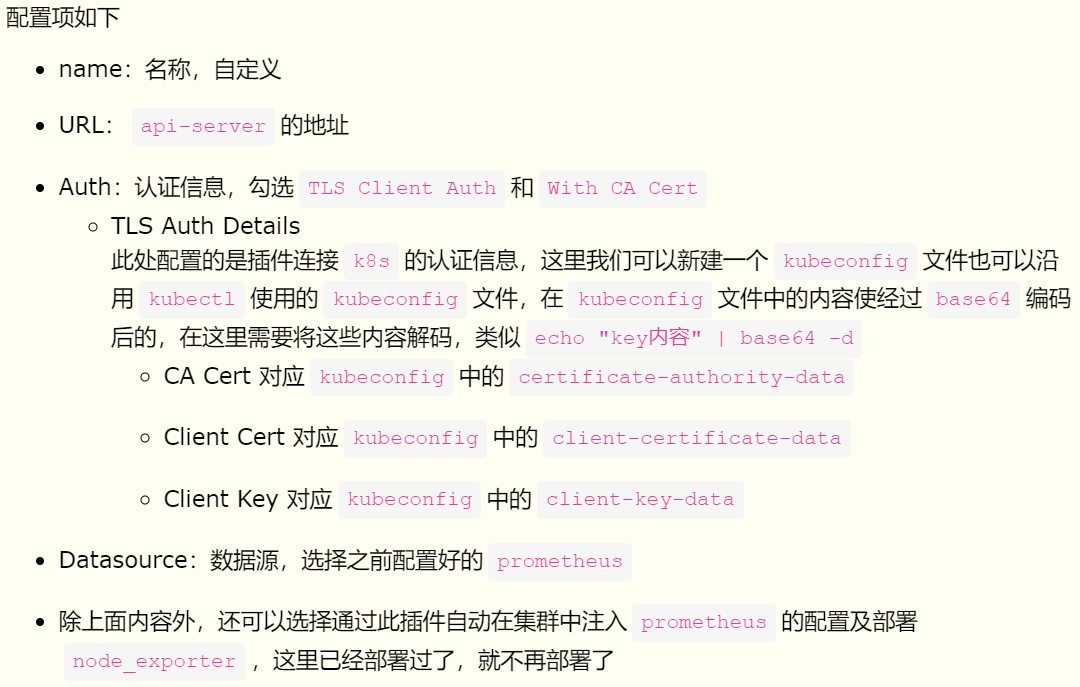 配置项如下
name：名称，自定义
URL： api-server 的地址
Auth：认证信息，勾选 TLS Client Auth 和 With CA Cert
TLS Auth Details
此处配置的是插件连接 k8s 的认证信息，这里我们可以新建一个 kubeconfig 文件也可以沿
用 kubectl 使用的 kubeconfig 文件，在 kubeconfig 文件中的内容使经过 base64 编码
后的，在这里需要将这些内容解码，类似 echo "key内容" | base64 -d
CA Cert 对应 kubeconfig 中的 certificate-authority-data
Client Cert 对应 kubeconfig 中的 client-certificate-data
Client Key 对应 kubeconfig 中的 client-key-data
Datasource：数据源，选择之前配置好的 prometheus
除上面内容外，还可以选择通过此插件自动在集群中注入 prometheus 的配置及部署
node_exporter ，这里已经部署过了，就不再部署了